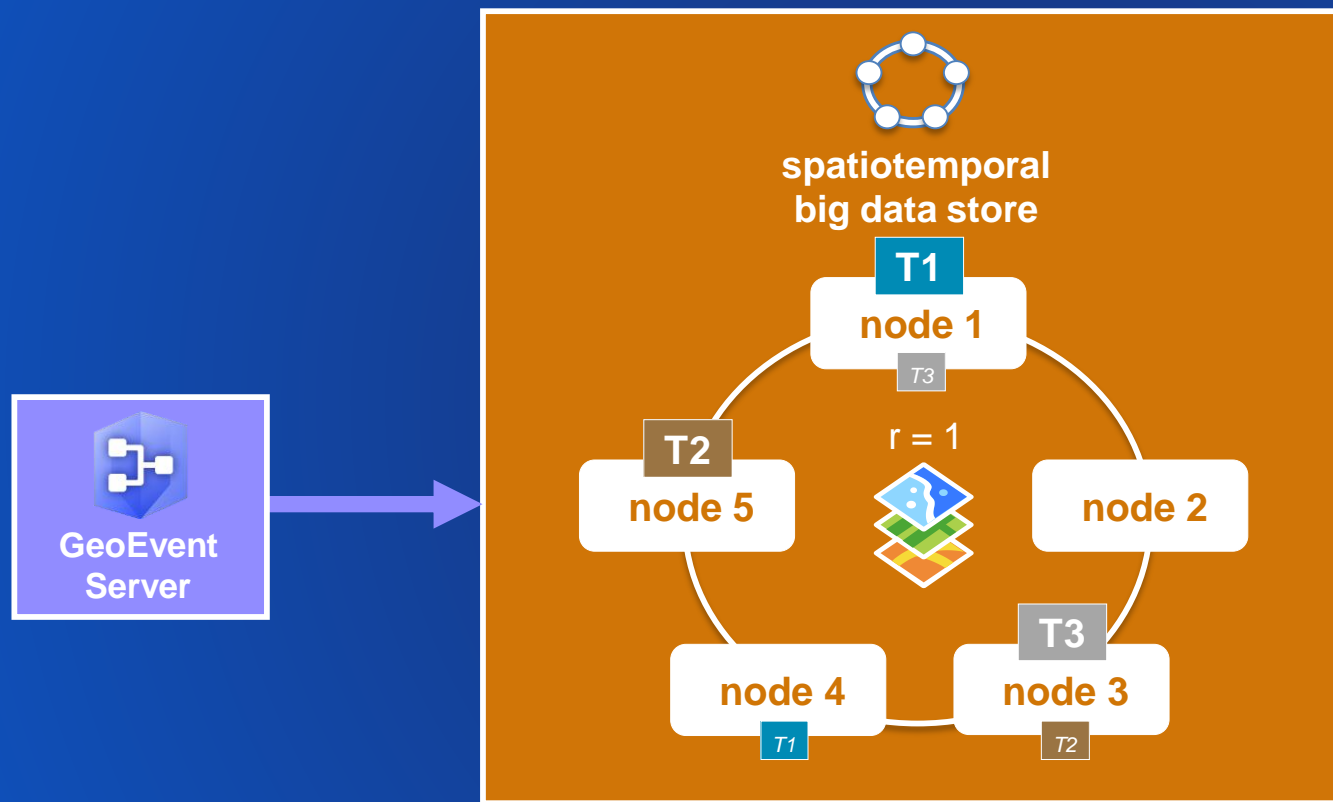 spatiotemporal
big data store
T1
node 1
T3
r = 1
T2
node 5
node 2
GeoEvent
Server
T3
node 4
node 3
T1
T2